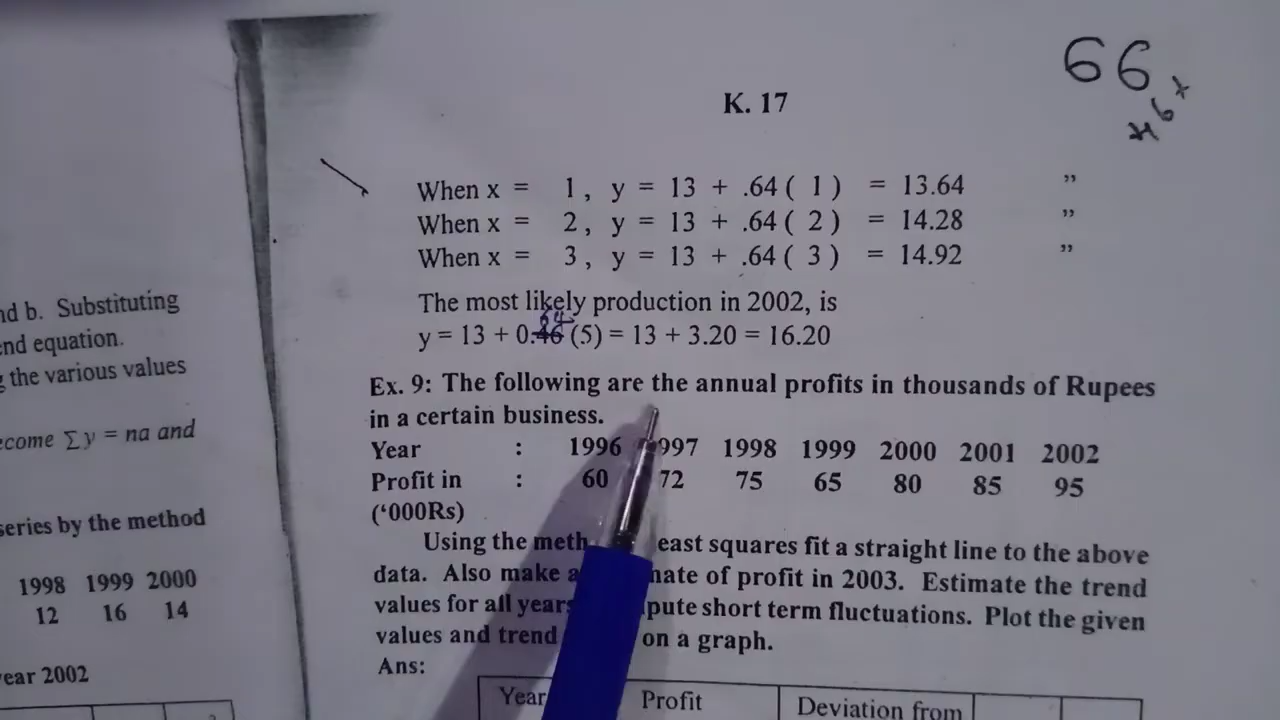 66
*6*
K. 17
When x = 1 , y = 13 + .64 ( 1 ) = 13.64 ”
When x = 2 , y = 13 + .64 ( 2 ) = 14.28 ”
When x = 3 , y = 13 + .64 ( 3 ) = 14.92 ”
The most likely production in 2002, is
64
y = 13 + 0.46 (5) = 13 + 3.20 = 16.20
Ex. 9: The following are the annual profits in thousands of Rupees
in a certain business.
Year : 1996 1997 1998 1999 2000 2001 2002
Profit in : 60 72 75 65 80 85 95
(‘000Rs)
Using the meth east squares fit a straight line to the above
data. Also make a mate of profit in 2003. Estimate the trend
values for all years pute short term fluctuations. Plot the given
values and trend on a graph.
Ans:
Year Profit Deviation from
nd b. Substituting
end equation.
g the various values
ecome ∑y = na and
series by the method
1998 1999 2000
12 16 14
year 2002